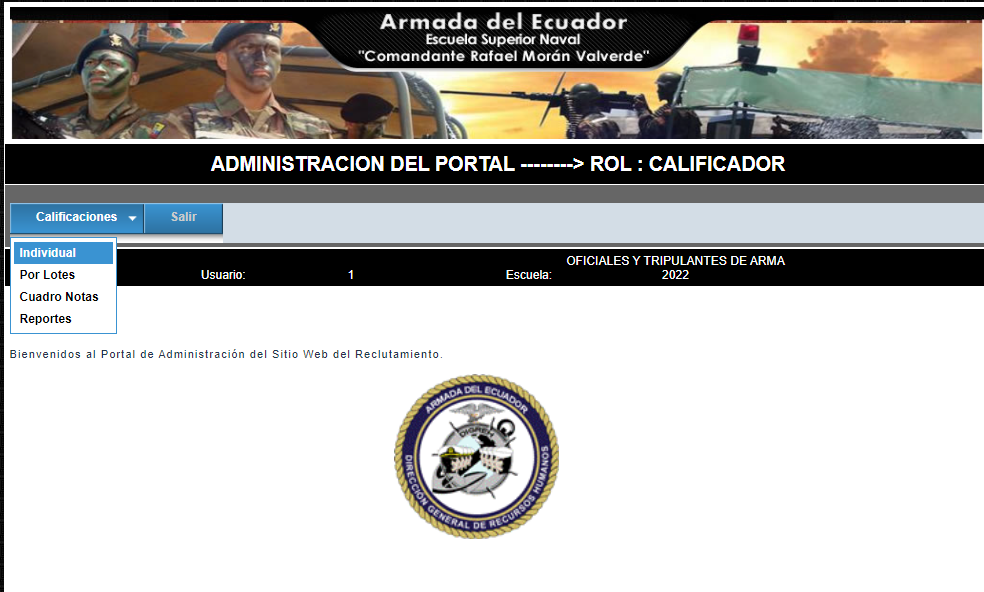 Armada del Ecuador
Escuela Superior Naval
"Comandante Rafael Morán Valverde"
ADMINISTRACION DEL PORTAL --------> ROL : CALIFICADOR
Calificaciones
Salir
Individual
Por Lotes
Cuadro Notas
Reportes
Usuario: 1 Escuela: OFICIALES Y TRIPULANTES DE ARMA
2022
Bienvenidos al Portal de Administración del Sitio Web del Reclutamiento.
ARMADA DEL ECUADOR
DIGREH
DIRECCIÓN GENERAL DE RECURSOS HUMANOS